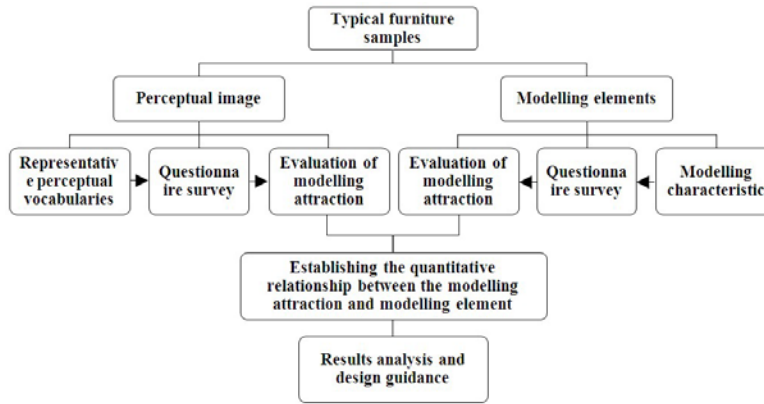 Typical furniture
samples
Perceptual image
Modelling elements
Representativ
e perceptual
vocabularies
Questionna
ire survey
Evaluation of
modelling
attraction
Evaluation of
modelling
attraction
Questionna
ire survey
Modelling
characteristic
Establishing the quantitative
relationship between the modelling
attraction and modelling element
Results analysis and
design guidance